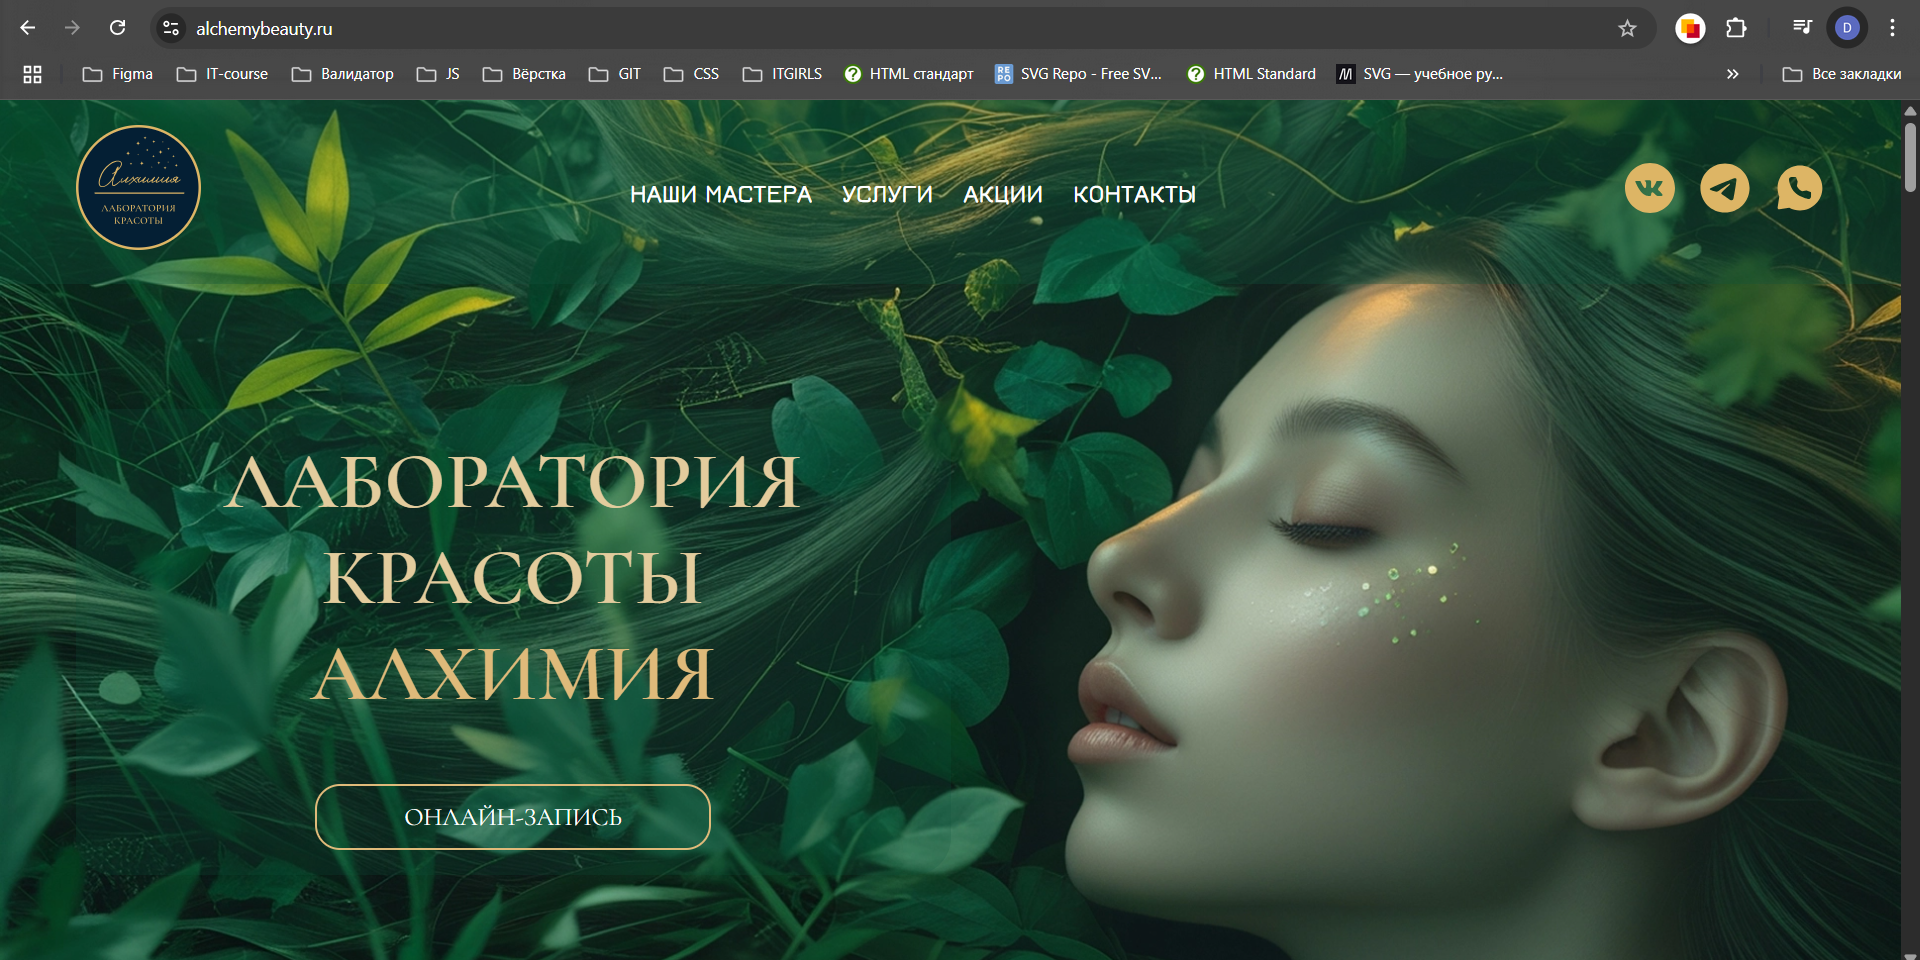 alchemybeauty.ru
D
Figma
IT-course
Валидатор
JS
Вёрстка
GIT
CSS
ITGIRLS
HTML стандарт
SVG Repo - Free SV...
HTML Standard
SVG — учебное ру...
Все закладки
Алхимия
ЛАБОРАТОРИЯ
КРАСОТЫ
НАШИ МАСТЕРА УСЛУГИ АКЦИИ КОНТАКТЫ
ЛАБОРАТОРИЯ
КРАСОТЫ
АЛХИМИЯ
ОНЛАЙН-ЗАПИСЬ